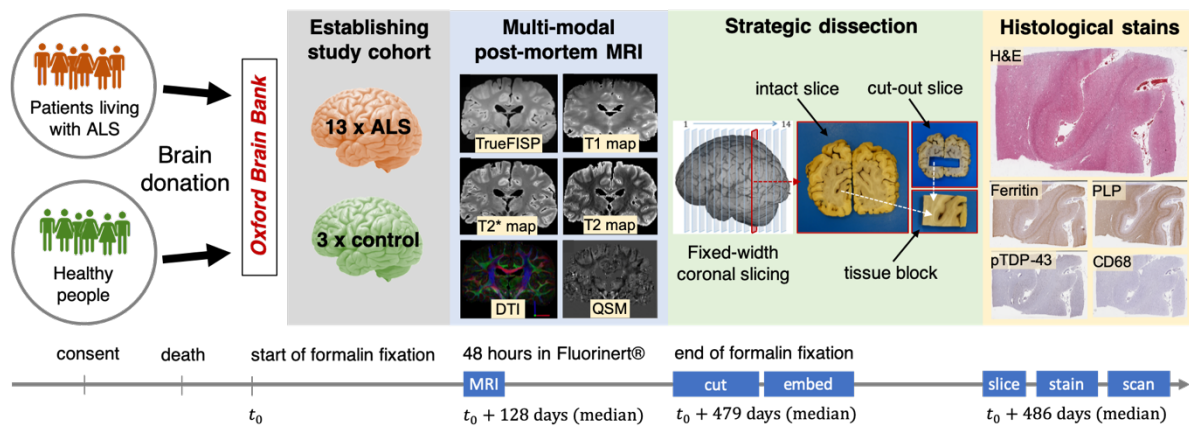 Patients living
with ALS
Healthy
people
Brain
donation
Oxford Brain Bank
Establishing
study cohort
13 x ALS
3 x control
Multi-modal
post-mortem MRI
TrueFISP
T1 map
T2* map
T2 map
DTI
QSM
Strategic dissection
intact slice
cut-out slice
1
14
Fixed-width
coronal slicing
tissue block
Histological stains
H&E
Ferritin
PLP
pTDP-43
CD68
consent
death
start of formalin fixation
48 hours in Fluorinert®
end of formalin fixation
MRI
cut
embed
slice
stain
scan
t₀
t₀ + 128 days (median)
t₀ + 479 days (median)
t₀ + 486 days (median)